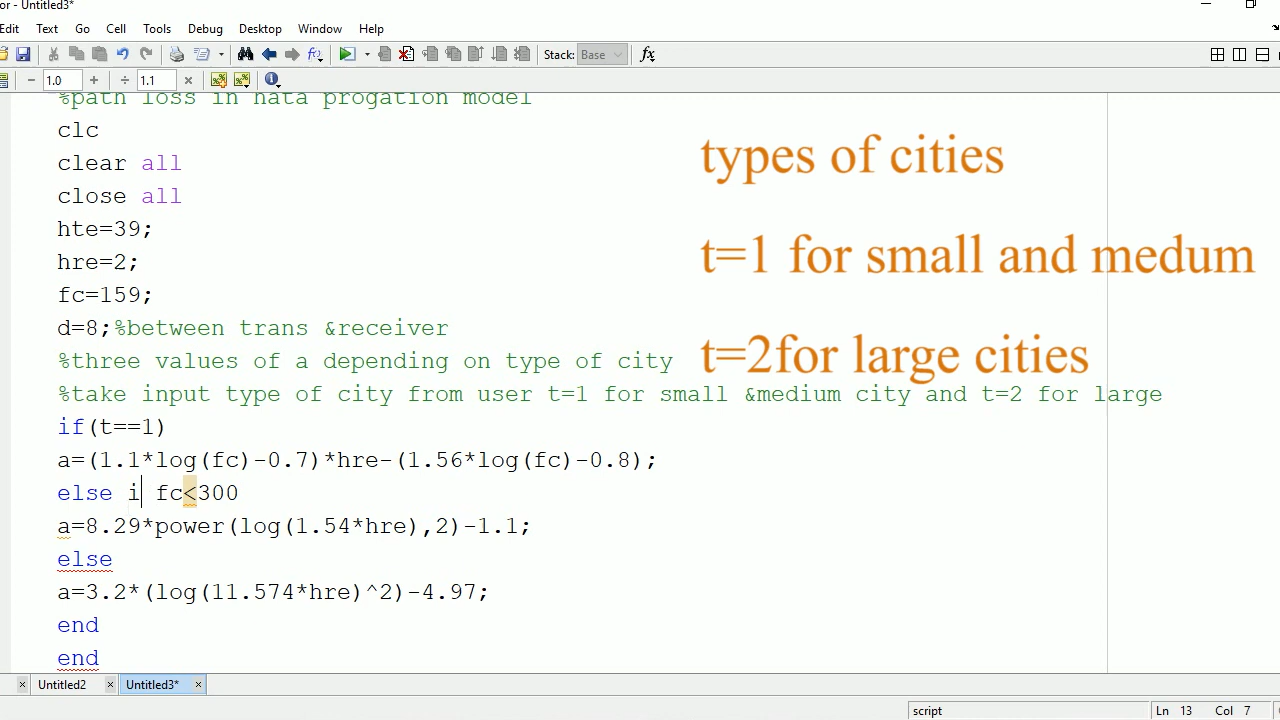 or - Untitled3*
Edit Text Go Cell Tools Debug Desktop Window Help
Stack: Base fx
− 1.0 + ÷ 1.1 ×
%path loss in hata progation model
clc
clear all
close all
hte=39;
hre=2;
fc=159;
d=8;%between trans &receiver
%three values of a depending on type of city
%take input type of city from user t=1 for small &medium city and t=2 for large
if(t==1)
a=(1.1*log(fc)-0.7)*hre-(1.56*log(fc)-0.8);
else i fc<300
a=8.29*power(log(1.54*hre),2)-1.1;
else
a=3.2*(log(11.574*hre)^2)-4.97;
end
end
types of cities
t=1 for small and medum
t=2for large cities
Untitled2 × Untitled3* ×
script Ln 13 Col 7